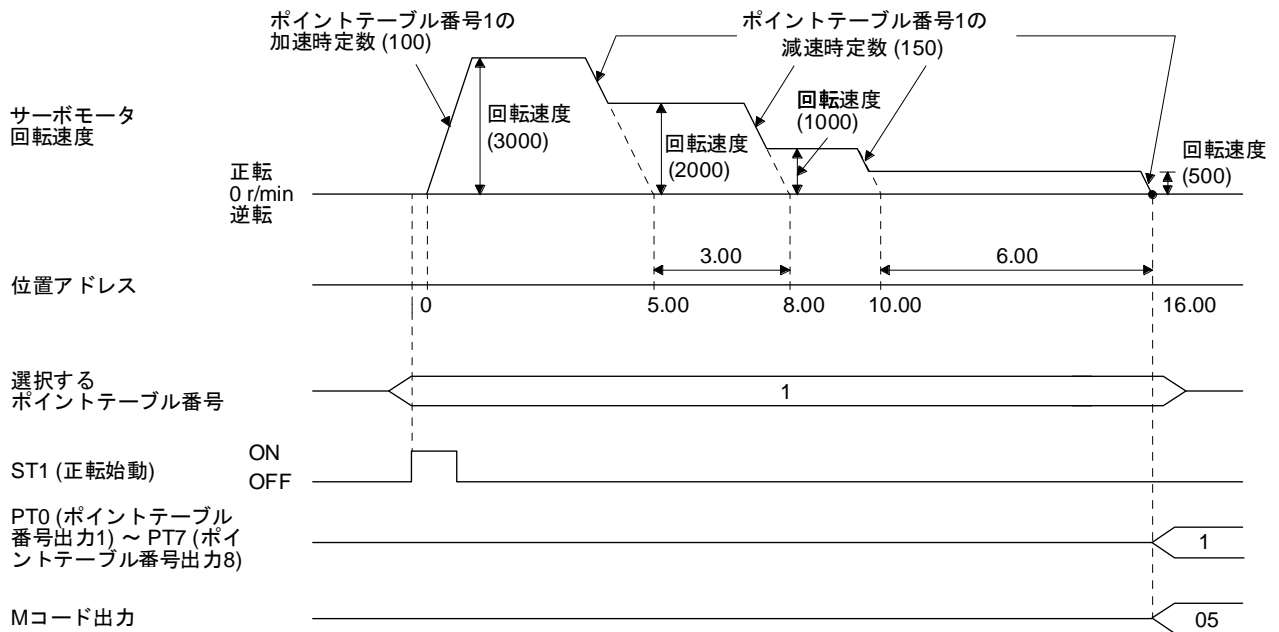 ポイントテーブル番号1の
加速時定数 (100)
ポイントテーブル番号1の
減速時定数 (150)
サーボモータ
回転速度
回転速度
(3000)
回転速度
(2000)
回転速度
(1000)
回転速度
(500)
正転
0 r/min
逆転
3.00
6.00
位置アドレス
0
5.00
8.00
10.00
16.00
選択する
ポイントテーブル番号
1
ST1 (正転始動)
ON
OFF
PT0 (ポイントテーブル
番号出力1) ～ PT7 (ポイ
ントテーブル番号出力8)
1
Mコード出力
05